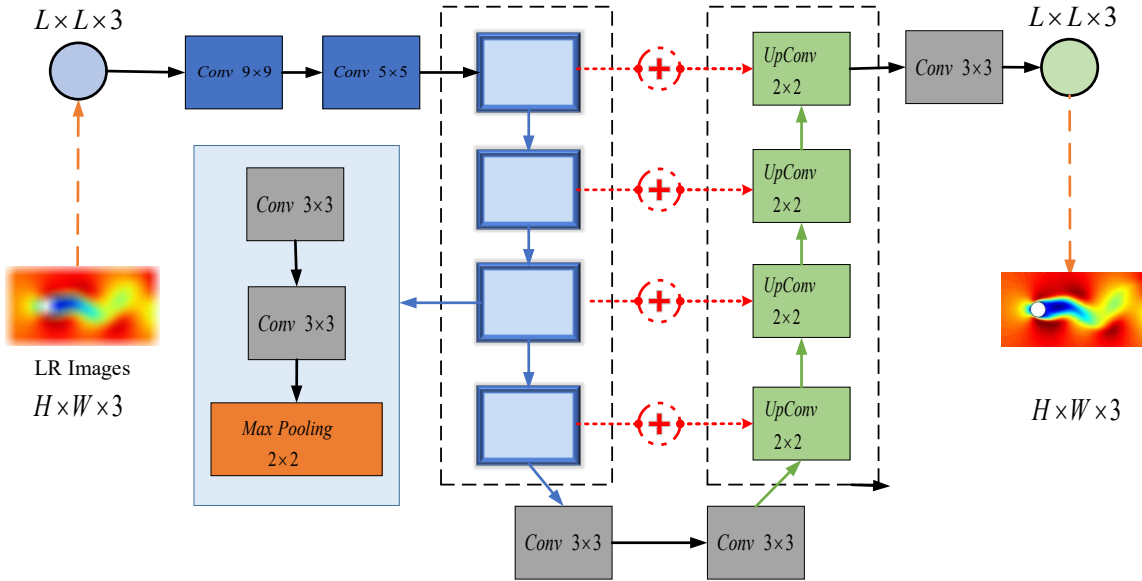 L×L×3
L×L×3
Conv 9×9
Conv 5×5
UpConv
2×2
Conv 3×3
UpConv
2×2
Conv 3×3
UpConv
2×2
Conv 3×3
LR Images
H×W×3
Max Pooling
2×2
UpConv
2×2
H×W×3
Conv 3×3
Conv 3×3